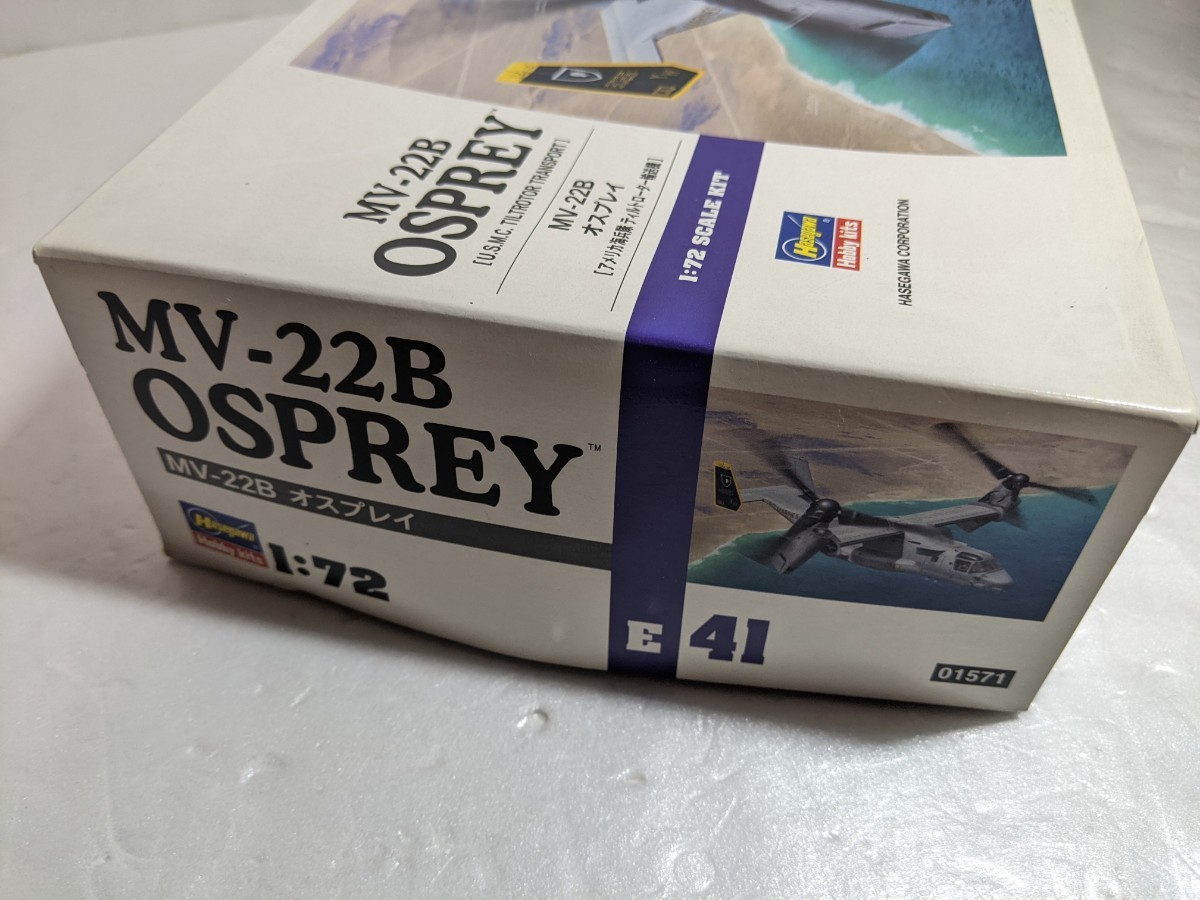 MV-22B
OSPREY™
[U.S.M.C. TILTROTOR TRANSPORT]
MV-22B
オスプレイ
[アメリカ海兵隊 ティルトローター輸送機]
1:72 SCALE KIT
Hasegawa
Hobby kits
HASEGAWA CORPORATION
MV-22B
OSPREY™
MV-22B オスプレイ
Hasegawa
Hobby kits
1:72
E 41
01571